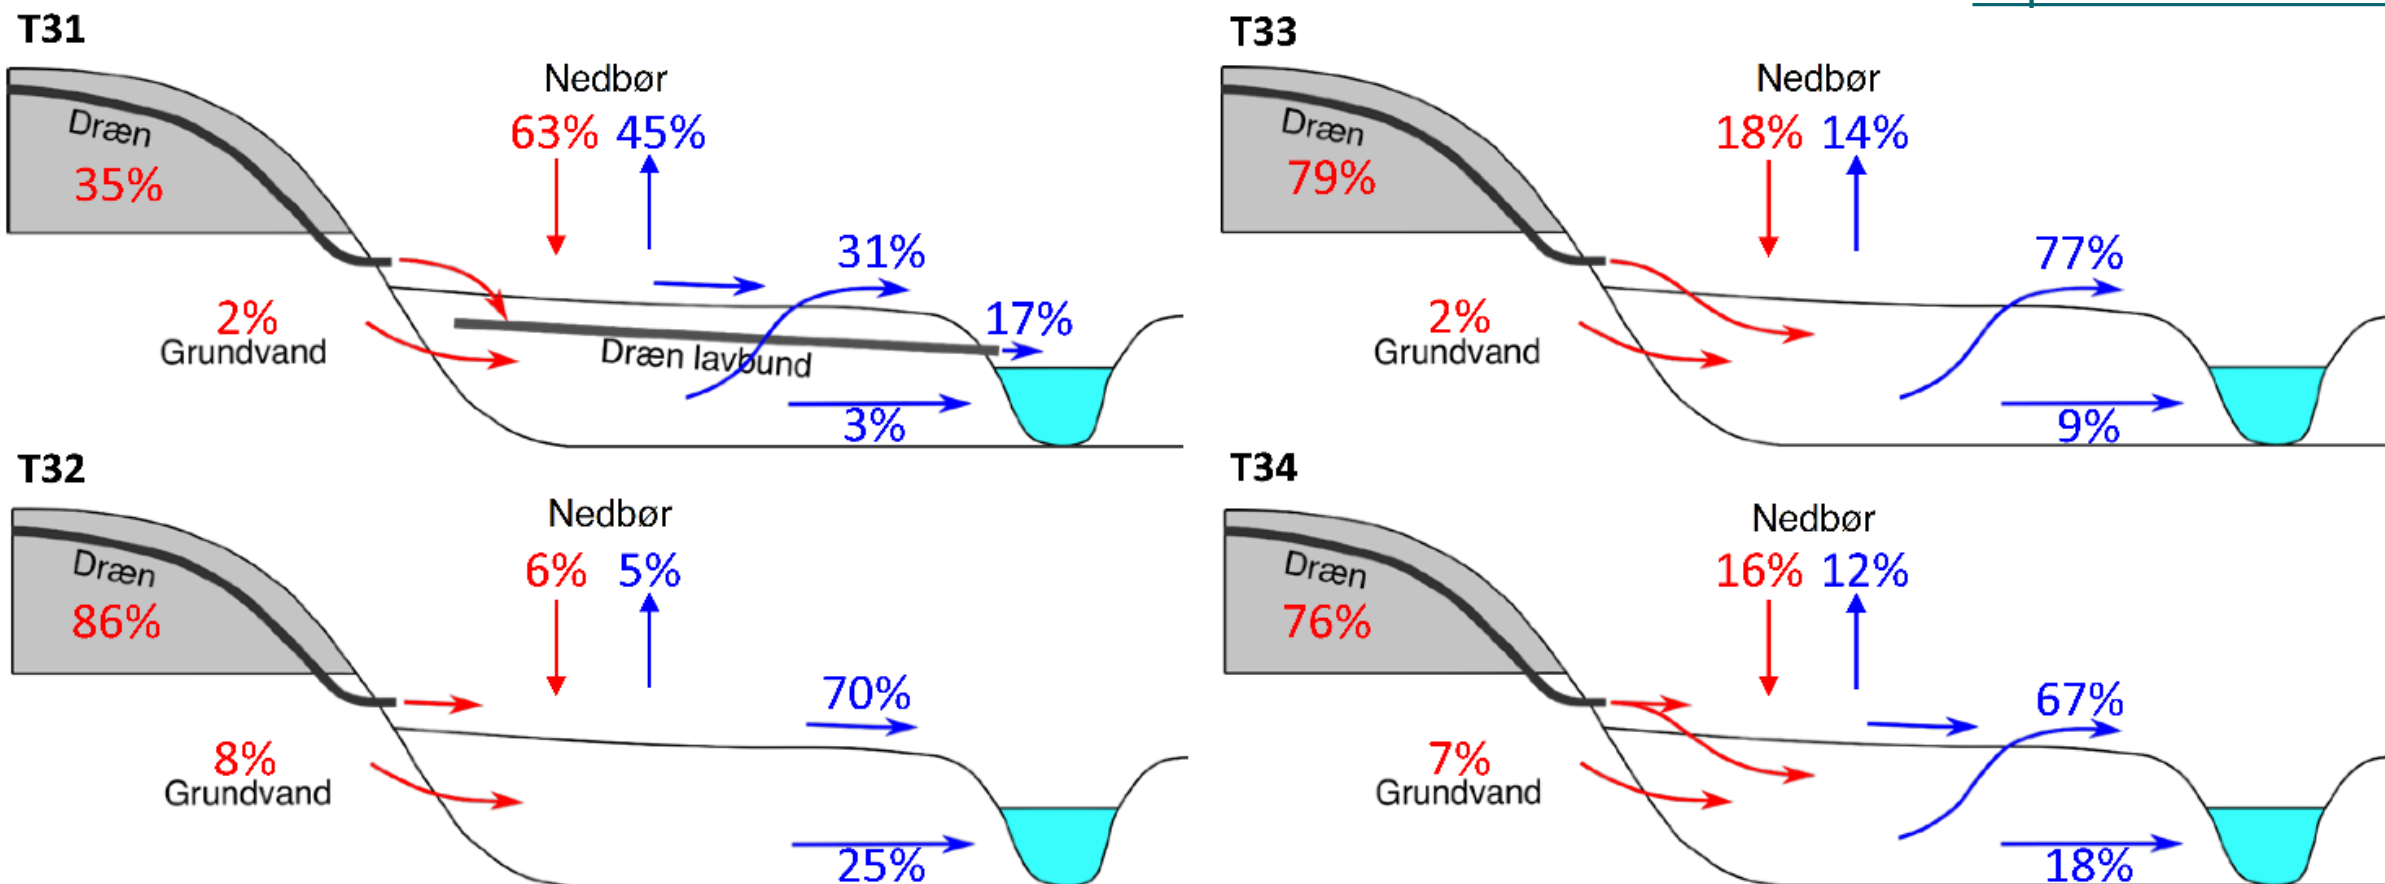 T31
Nedbør
63% 45%
Dræn
35%
31%
2%
Grundvand
17%
Dræn lavbund
3%
T33
Nedbør
18% 14%
Dræn
79%
77%
2%
Grundvand
9%
T32
Nedbør
6% 5%
Dræn
86%
70%
8%
Grundvand
25%
T34
Nedbør
16% 12%
Dræn
76%
67%
7%
Grundvand
18%